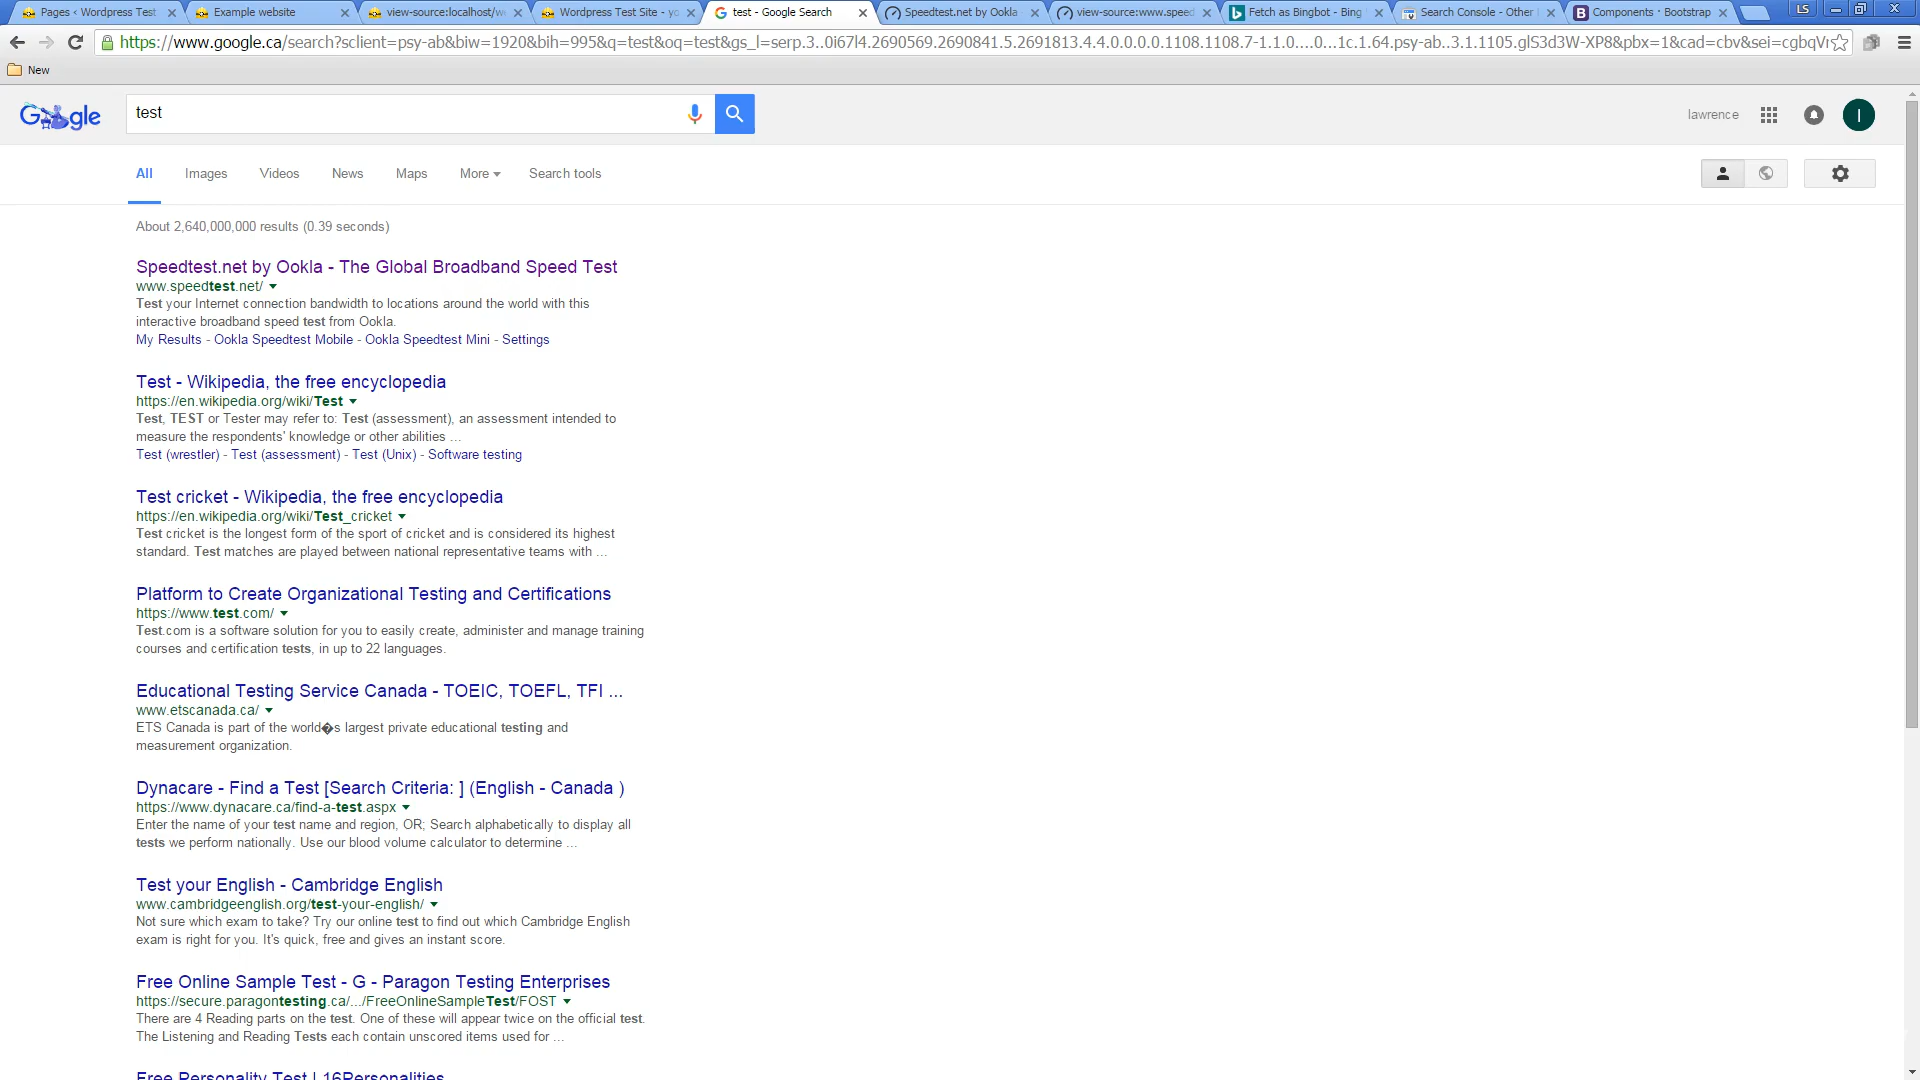 Pages ‹ Wordpress Test
Example website
view-source:localhost/w
Wordpress Test Site - yo
test - Google Search
Speedtest.net by Ookla
view-source:www.speed
Fetch as Bingbot - Bing
Search Console - Other
Components · Bootstrap
LS
https://www.google.ca/search?sclient=psy-ab&biw=1920&bih=995&q=test&oq=test&gs_l=serp.3..0i67l4.2690569.2690841.5.2691813.4.4.0.0.0.0.1108.1108.7-1.1.0....0...1c.1.64.psy-ab..3.1.1105.glS3d3W-XP8&pbx=1&cad=cbv&sei=cgbqVr
New
Google
test
lawrence
l
All
Images
Videos
News
Maps
More
Search tools
About 2,640,000,000 results (0.39 seconds)
Speedtest.net by Ookla - The Global Broadband Speed Test
www.speedtest.net/
Test your Internet connection bandwidth to locations around the world with this
interactive broadband speed test from Ookla.
My Results - Ookla Speedtest Mobile - Ookla Speedtest Mini - Settings
Test - Wikipedia, the free encyclopedia
https://en.wikipedia.org/wiki/Test
Test, TEST or Tester may refer to: Test (assessment), an assessment intended to
measure the respondents' knowledge or other abilities ...
Test (wrestler) - Test (assessment) - Test (Unix) - Software testing
Test cricket - Wikipedia, the free encyclopedia
https://en.wikipedia.org/wiki/Test_cricket
Test cricket is the longest form of the sport of cricket and is considered its highest
standard. Test matches are played between national representative teams with ...
Platform to Create Organizational Testing and Certifications
https://www.test.com/
Test.com is a software solution for you to easily create, administer and manage training
courses and certification tests, in up to 22 languages.
Educational Testing Service Canada - TOEIC, TOEFL, TFI ...
www.etscanada.ca/
ETS Canada is part of the world�s largest private educational testing and
measurement organization.
Dynacare - Find a Test [Search Criteria: ] (English - Canada )
https://www.dynacare.ca/find-a-test.aspx
Enter the name of your test name and region, OR; Search alphabetically to display all
tests we perform nationally. Use our blood volume calculator to determine ...
Test your English - Cambridge English
www.cambridgeenglish.org/test-your-english/
Not sure which exam to take? Try our online test to find out which Cambridge English
exam is right for you. It's quick, free and gives an instant score.
Free Online Sample Test - G - Paragon Testing Enterprises
https://secure.paragontesting.ca/.../FreeOnlineSampleTest/FOST
There are 4 Reading parts on the test. One of these will appear twice on the official test.
The Listening and Reading Tests each contain unscored items used for ...
Free Personality Test | 16Personalities